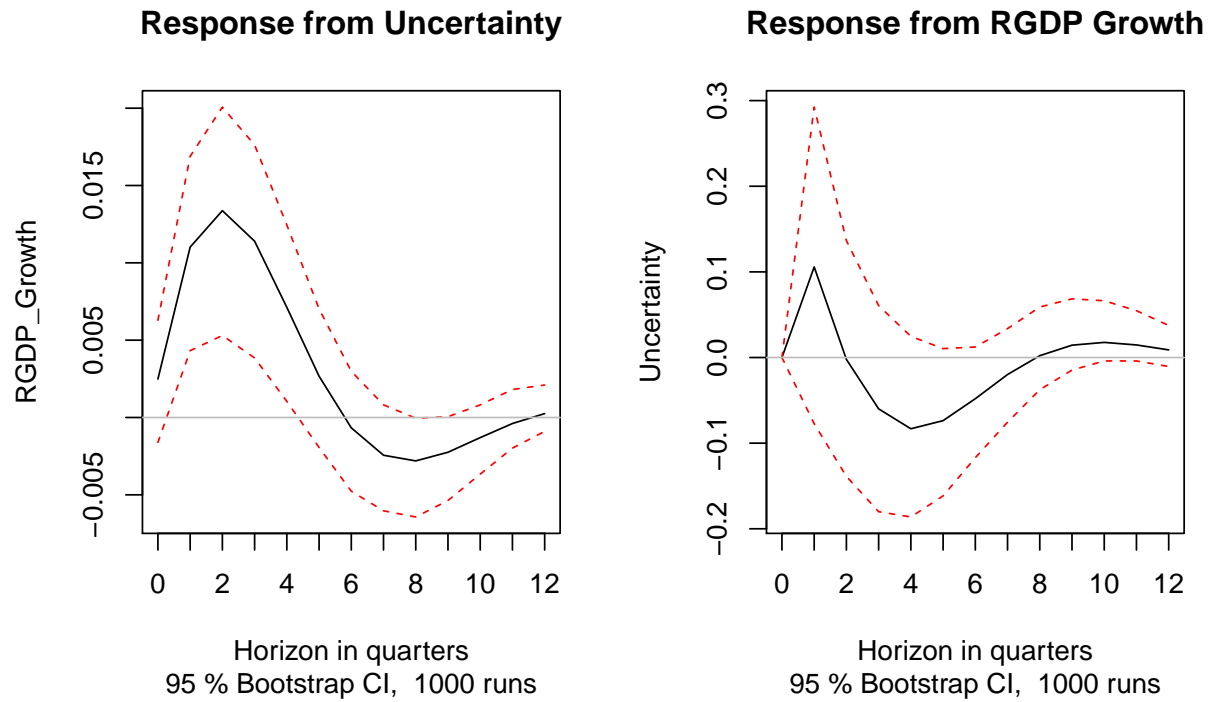 Response from Uncertainty
RGDP_Growth
0.015
0.005
−0.005
0 2 4 6 8 10 12
Horizon in quarters
95 % Bootstrap CI,  1000 runs
Response from RGDP Growth
Uncertainty
0.3
0.2
0.1
0.0
−0.1
−0.2
0 2 4 6 8 10 12
Horizon in quarters
95 % Bootstrap CI,  1000 runs